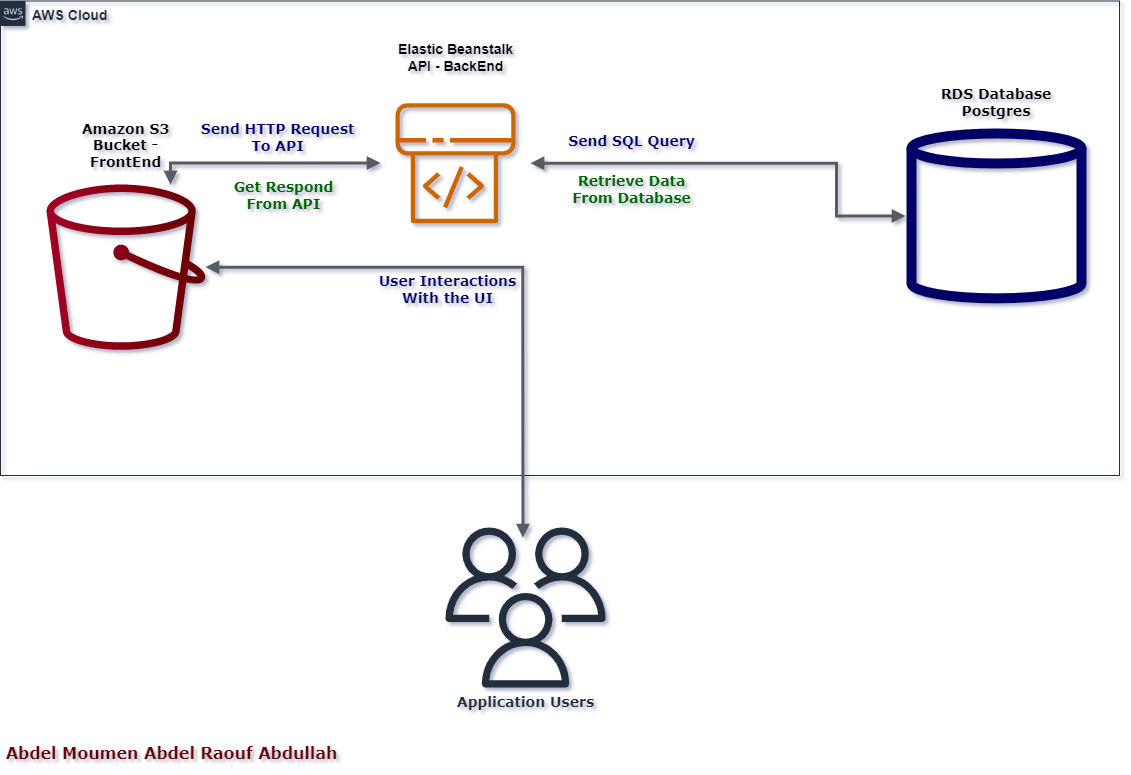 aws
AWS Cloud
Elastic Beanstalk
API - BackEnd
RDS Database
Postgres
Amazon S3
Bucket -
FrontEnd
Send HTTP Request
To API
Get Respond
From API
Send SQL Query
Retrieve Data
From Database
User Interactions
With the UI
Application Users
Abdel Moumen Abdel Raouf Abdullah